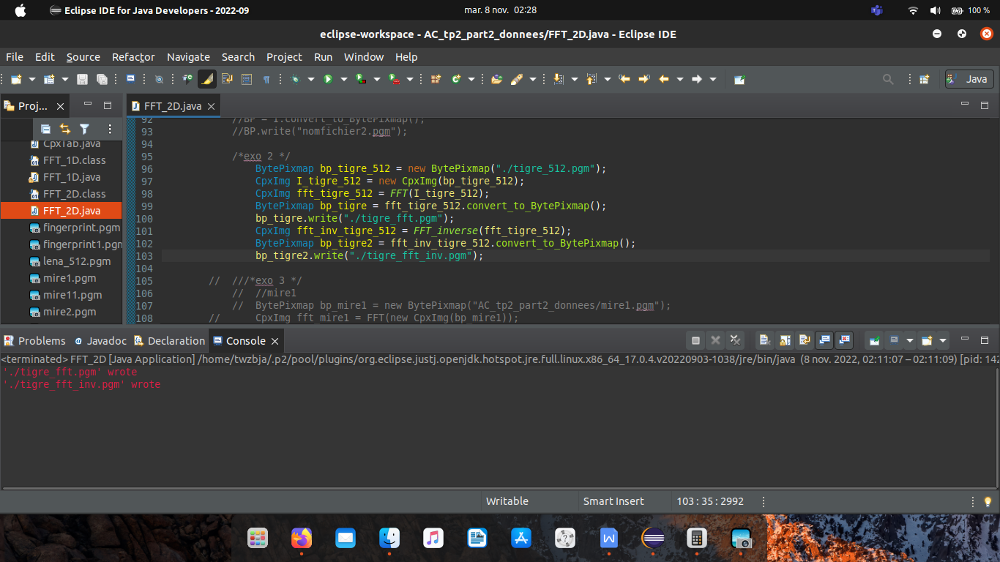 Eclipse IDE for Java Developers - 2022-09
mar. 8 nov. 02:28
100 %
eclipse-workspace - AC_tp2_part2_donnees/FFT_2D.java - Eclipse IDE
File Edit Source Refactor Navigate Search Project Run Window Help
Java
Proj...
FFT_2D.java
CpxTab.java
FFT_1D.class
FFT_1D.java
FFT_2D.class
FFT_2D.java
fingerprint.pgm
fingerprint1.pgm
lena_512.pgm
mire1.pgm
mire11.pgm
mire2.pgm
92 //BP = I.convert_to_BytePixmap();
93 //BP.write("nomfichier2.pgm");
94
95 /*exo 2 */
96 BytePixmap bp_tigre_512 = new BytePixmap("./tigre_512.pgm");
97 CpxImg I_tigre_512 = new CpxImg(bp_tigre_512);
98 CpxImg fft_tigre_512 = FFT(I_tigre_512);
99 BytePixmap bp_tigre = fft_tigre_512.convert_to_BytePixmap();
100 bp_tigre.write("./tigre_fft.pgm");
101 CpxImg fft_inv_tigre_512 = FFT_inverse(fft_tigre_512);
102 BytePixmap bp_tigre2 = fft_inv_tigre_512.convert_to_BytePixmap();
103 bp_tigre2.write("./tigre_fft_inv.pgm");
104
105 // ///*exo 3 */
106 // //mire1
107 // BytePixmap bp_mire1 = new BytePixmap("AC_tp2_part2_donnees/mire1.pgm");
108 // CpxImg fft_mire1 = FFT(new CpxImg(bp_mire1));
Problems Javadoc Declaration Console
<terminated> FFT_2D [Java Application] /home/twzbja/.p2/pool/plugins/org.eclipse.justj.openjdk.hotspot.jre.full.linux.x86_64_17.0.4.v20220903-1038/jre/bin/java (8 nov. 2022, 02:11:07 – 02:11:09) [pid: 142
'./tigre_fft.pgm' wrote
'./tigre_fft_inv.pgm' wrote
Writable
Smart Insert
103 : 35 : 2992